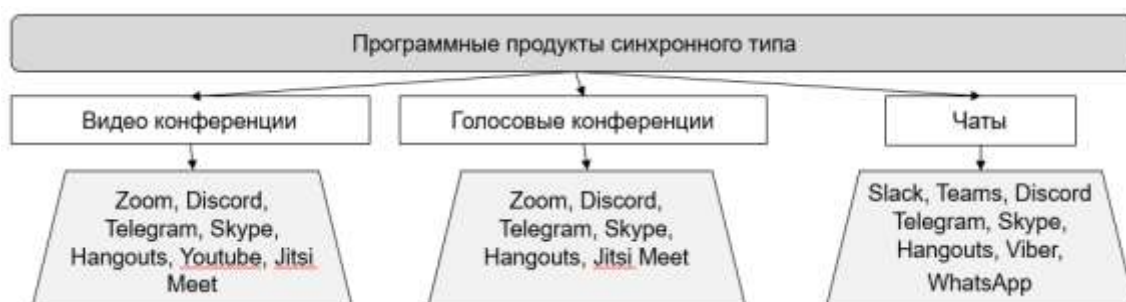 Программные продукты синхронного типа
Видео конференции
Голосовые конференции
Чаты
Zoom, Discord,
Telegram, Skype,
Hangouts, Youtube, Jitsi
Meet
Zoom, Discord,
Telegram, Skype,
Hangouts, Jitsi Meet
Slack, Teams, Discord
Telegram, Skype,
Hangouts, Viber,
WhatsApp